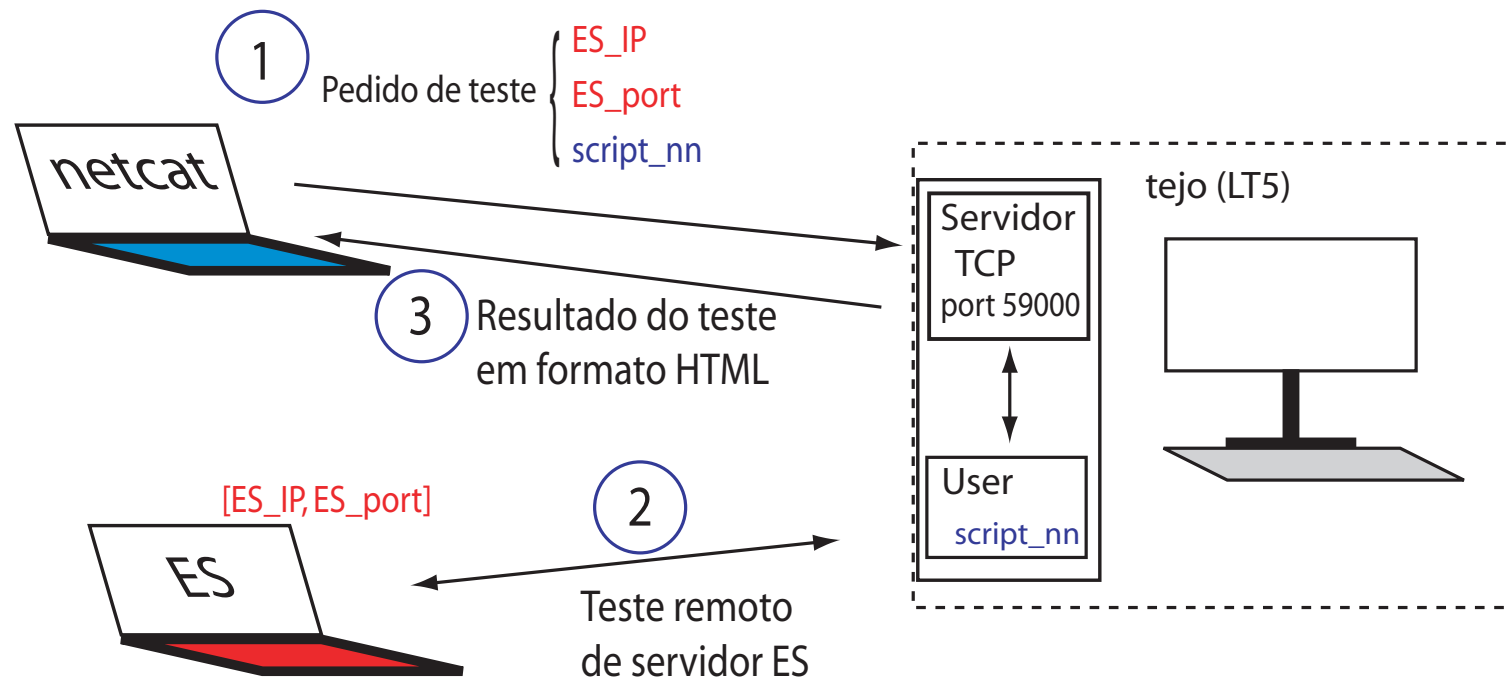 1
Pedido de teste
ES_IP
ES_port
script_nn
netcat
tejo (LT5)
Servidor
TCP
port 59000
3
Resultado do teste
em formato HTML
User
script_nn
[ES_IP, ES_port]
2
ES
Teste remoto
de servidor ES